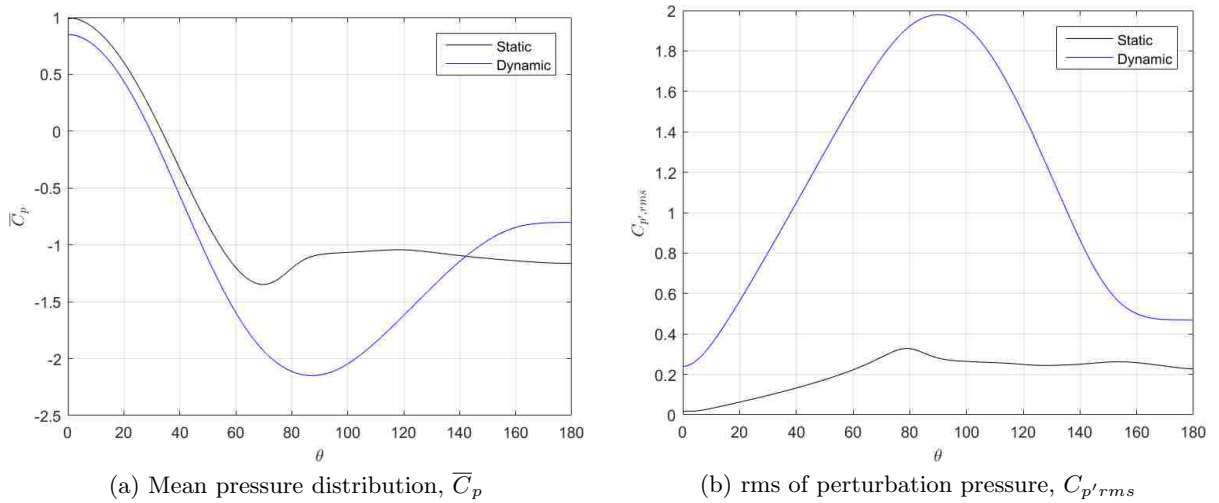 1
0.5
0
-0.5
-1
-1.5
-2
-2.5
C̅p
0 20 40 60 80 100 120 140 160 180
θ
Static
Dynamic
(a) Mean pressure distribution, C̅p
2
1.8
1.6
1.4
1.2
1
0.8
0.6
0.4
0.2
0
Cp′,rms
0 20 40 60 80 100 120 140 160 180
θ
Static
Dynamic
(b) rms of perturbation pressure, Cp′rms